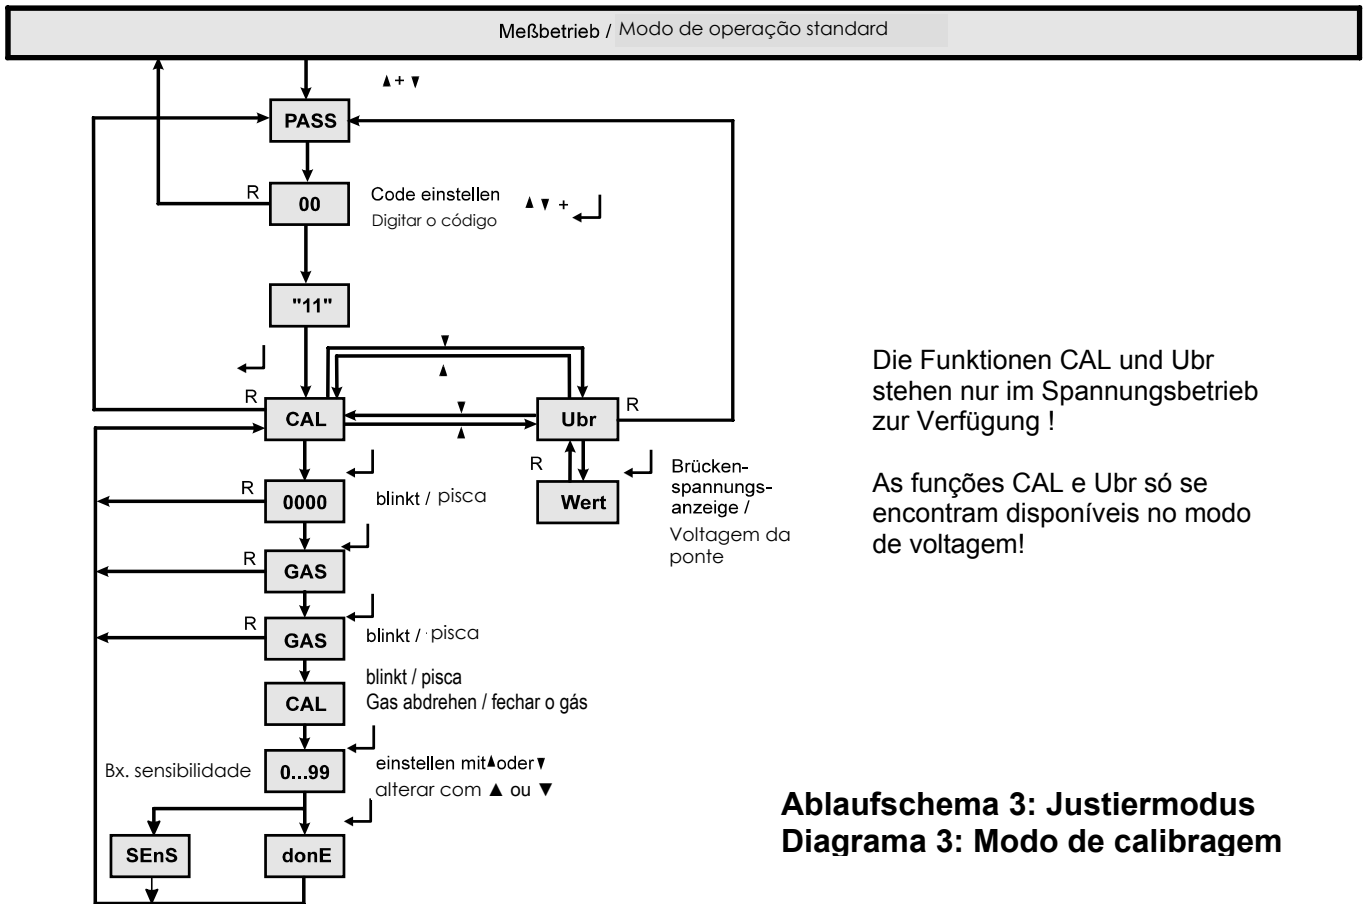 Meßbetrieb / Modo de operação standard
▲ + ▼
PASS
R
00
Code einstellen ▲ ▼ +
Digitar o código
"11"
▼
▲
R
CAL
▼
▲
Ubr
R
R
0000
blinkt / pisca
R
Wert
Brücken-
spannungs-
anzeige /
Voltagem da
ponte
R
GAS
R
GAS
blinkt / pisca
CAL
blinkt / pisca
Gas abdrehen / fechar o gás
Bx. sensibilidade
0...99
einstellen mit▲oder▼
alterar com ▲ ou ▼
SEnS
donE
Die Funktionen CAL und Ubr
stehen nur im Spannungsbetrieb
zur Verfügung !
As funções CAL e Ubr só se
encontram disponíveis no modo
de voltagem!
Ablaufschema 3: Justiermodus
Diagrama 3: Modo de calibragem